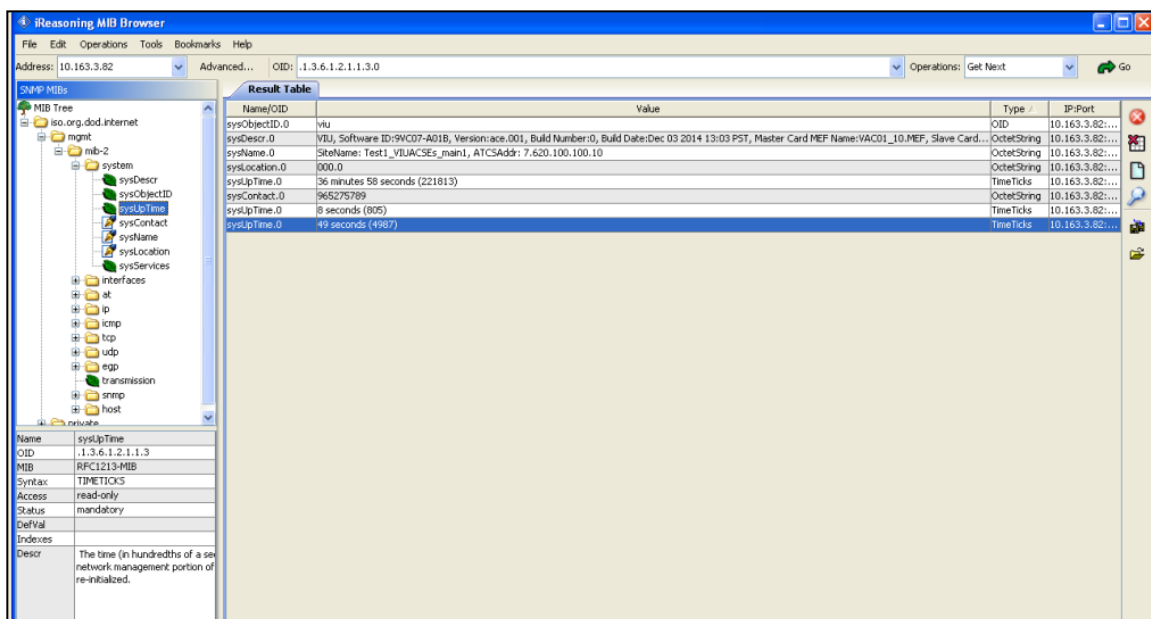 iReasoning MIB Browser
File Edit Operations Tools Bookmarks Help
Address: 10.163.3.82 Advanced... OID: .1.3.6.1.2.1.1.3.0 Operations: Get Next Go
SNMP MIBs
MIB Tree
iso.org.dod.internet
mgmt
mib-2
system
sysDescr
sysObjectID
sysUpTime
sysContact
sysName
sysLocation
sysServices
interfaces
at
ip
icmp
tcp
udp
egp
transmission
snmp
host
private
Name sysUpTime
OID .1.3.6.1.2.1.1.3
MIB RFC1213-MIB
Syntax TIMETICKS
Access read-only
Status mandatory
DefVal
Indexes
Descr The time (in hundredths of a se
network management portion of
re-initialized.
Result Table
Name/OID Value Type IP:Port
sysObjectID.0 viu OID 10.163.3.82:...
sysDescr.0 VIU, Software ID:9VC07-A01B, Version:ace.001, Build Number:0, Build Date:Dec 03 2014 13:03 PST, Master Card MEF Name:VAC01_10.MEF, Slave Card... OctetString 10.163.3.82:...
sysName.0 SiteName: Test1_VIUACSEs_main1, ATCSAddr: 7.620.100.100.10 OctetString 10.163.3.82:...
sysLocation.0 000.0 OctetString 10.163.3.82:...
sysUpTime.0 36 minutes 58 seconds (221813) TimeTicks 10.163.3.82:...
sysContact.0 965275789 OctetString 10.163.3.82:...
sysUpTime.0 8 seconds (805) TimeTicks 10.163.3.82:...
sysUpTime.0 49 seconds (4987) TimeTicks 10.163.3.82:...